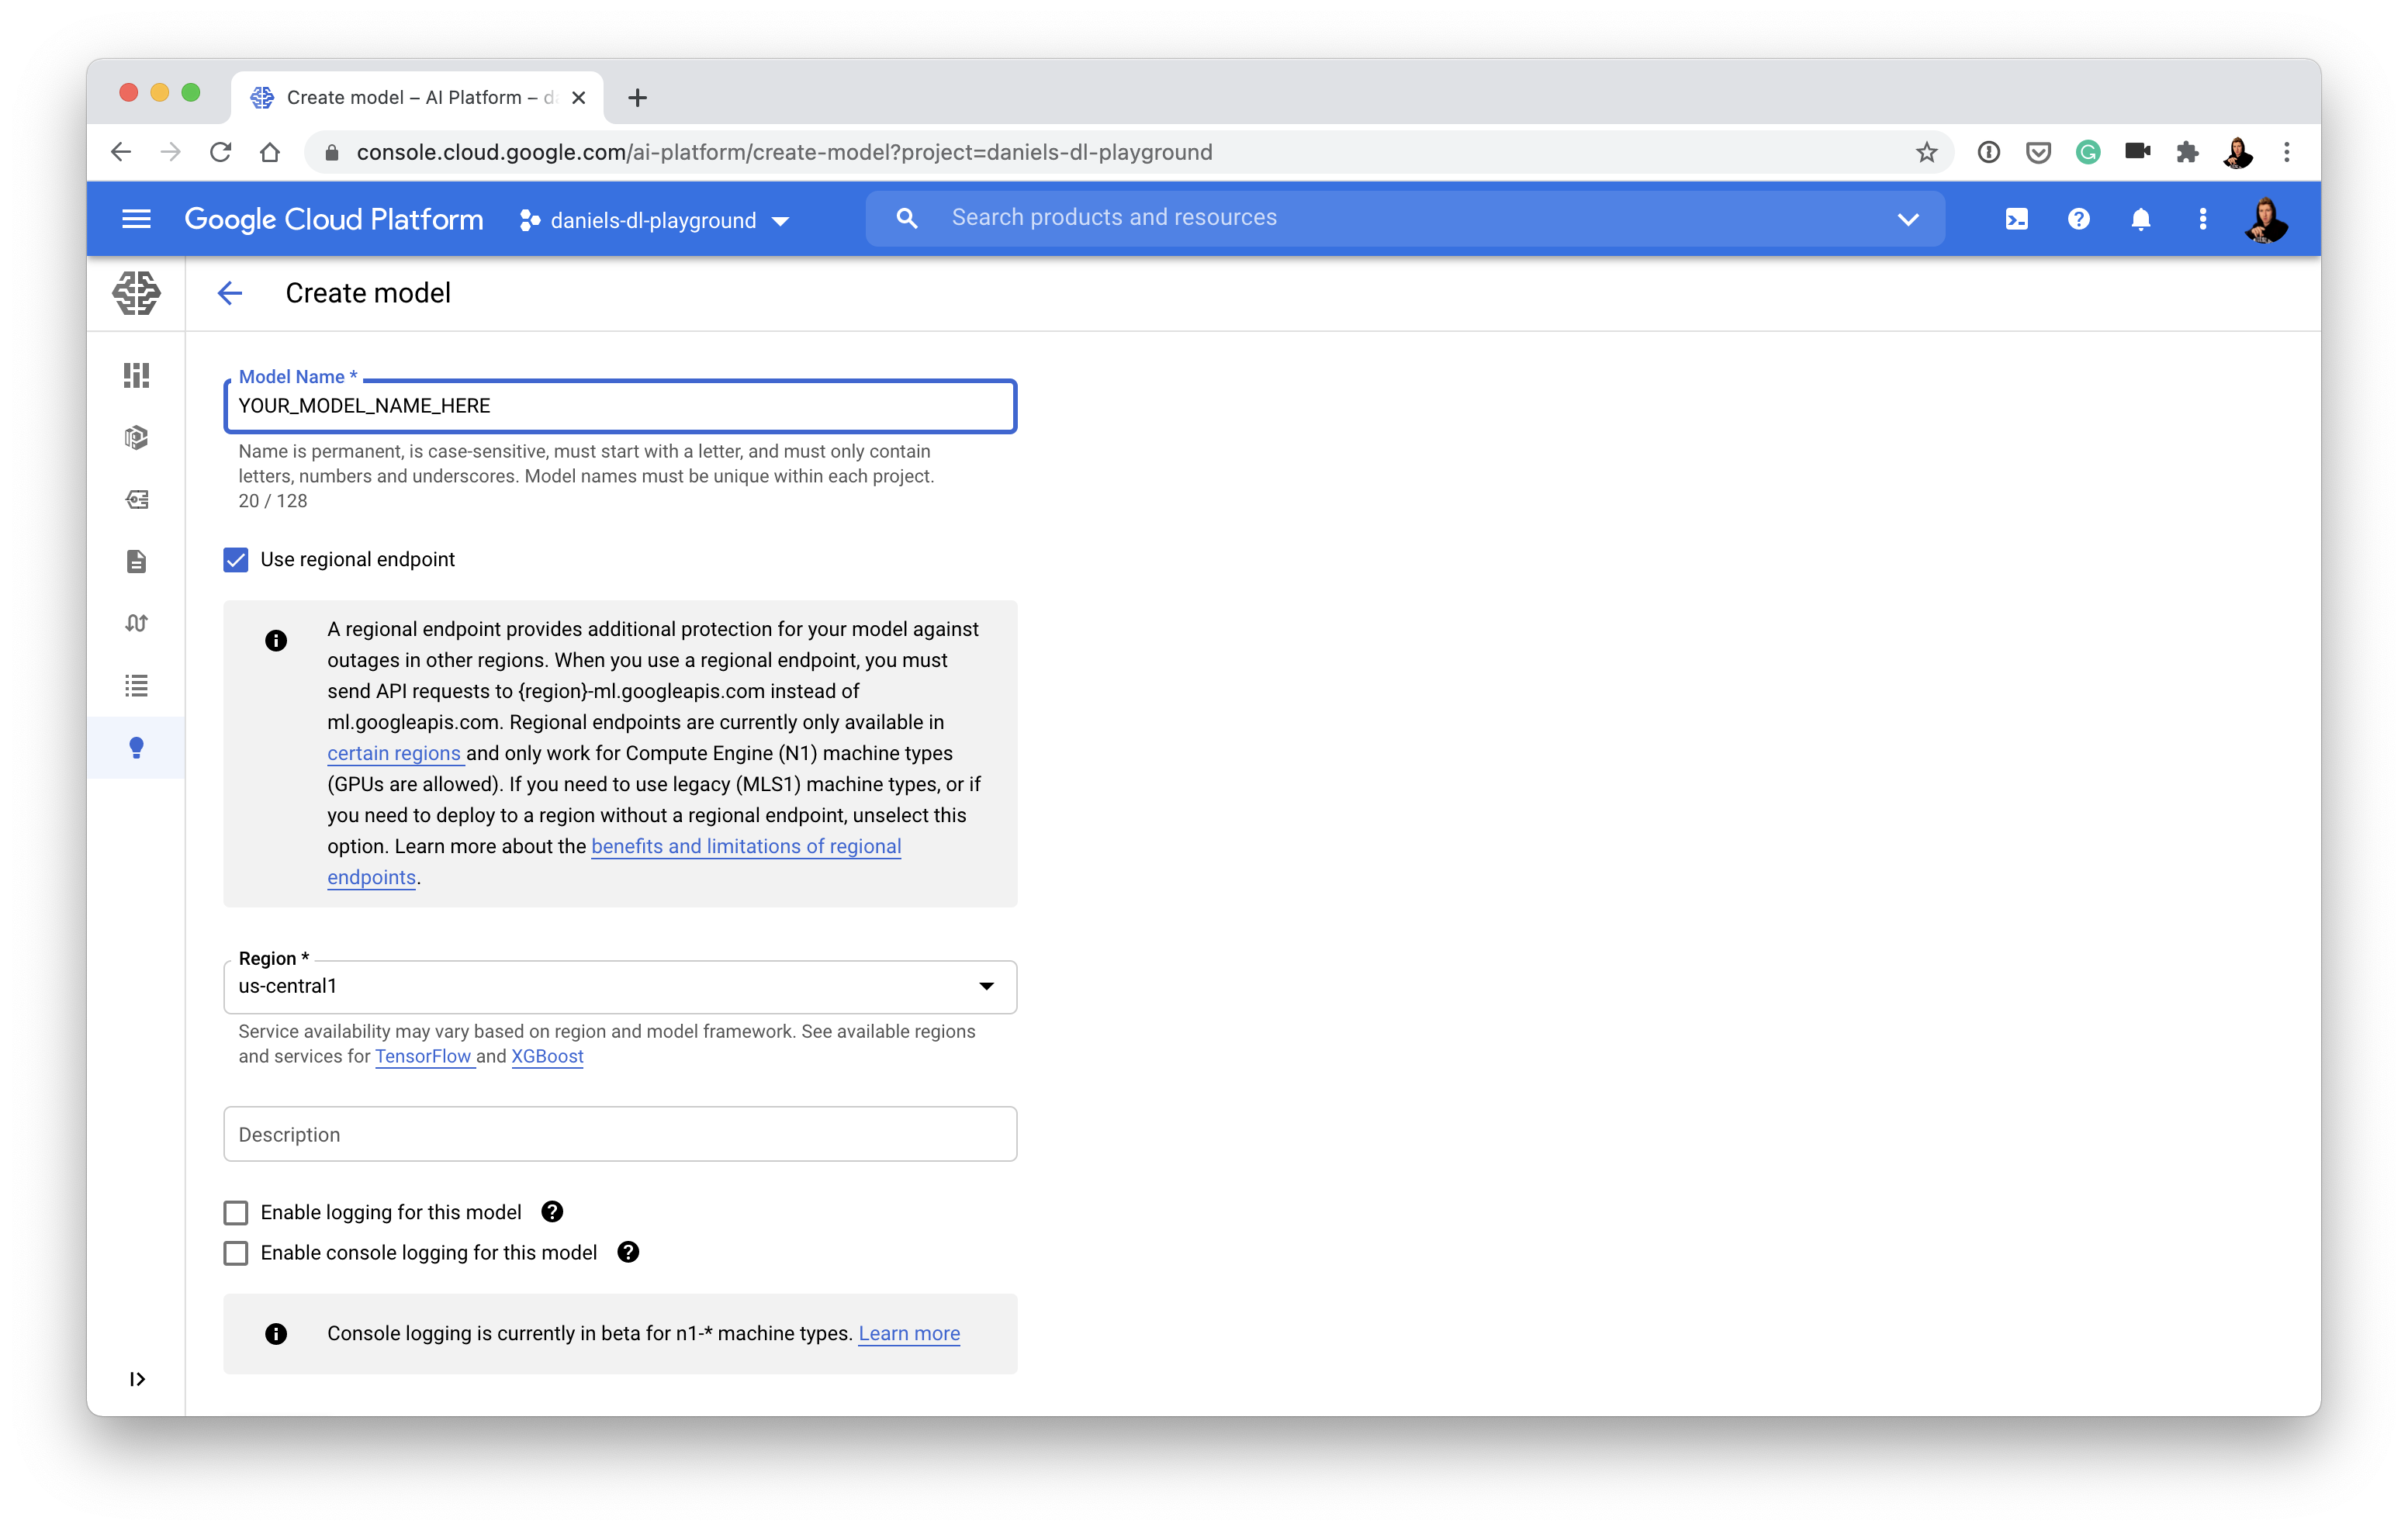 Create model – AI Platform – d
console.cloud.google.com/ai-platform/create-model?project=daniels-dl-playground
Google Cloud Platform
daniels-dl-playground
Search products and resources
Create model
Model Name *
YOUR_MODEL_NAME_HERE
Name is permanent, is case-sensitive, must start with a letter, and must only contain
letters, numbers and underscores. Model names must be unique within each project.
20 / 128
Use regional endpoint
A regional endpoint provides additional protection for your model against
outages in other regions. When you use a regional endpoint, you must
send API requests to {region}-ml.googleapis.com instead of
ml.googleapis.com. Regional endpoints are currently only available in
certain regions and only work for Compute Engine (N1) machine types
(GPUs are allowed). If you need to use legacy (MLS1) machine types, or if
you need to deploy to a region without a regional endpoint, unselect this
option. Learn more about the benefits and limitations of regional
endpoints.
Region *
us-central1
Service availability may vary based on region and model framework. See available regions
and services for TensorFlow and XGBoost
Description
Enable logging for this model
Enable console logging for this model
Console logging is currently in beta for n1-* machine types. Learn more